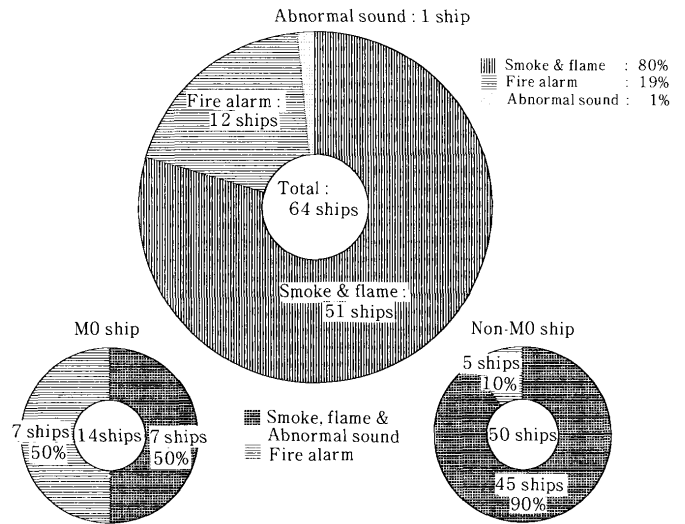 Abnormal sound : 1 ship
Smoke & flame : 80%
Fire alarm : 19%
Abnormal sound : 1%
Fire alarm :
12 ships
Total :
64 ships
Smoke & flame :
51 ships
M0 ship
7 ships
50%
14ships
7 ships
50%
Smoke, flame &
Abnormal sound
Fire alarm
Non-M0 ship
5 ships
10%
50 ships
45 ships
90%